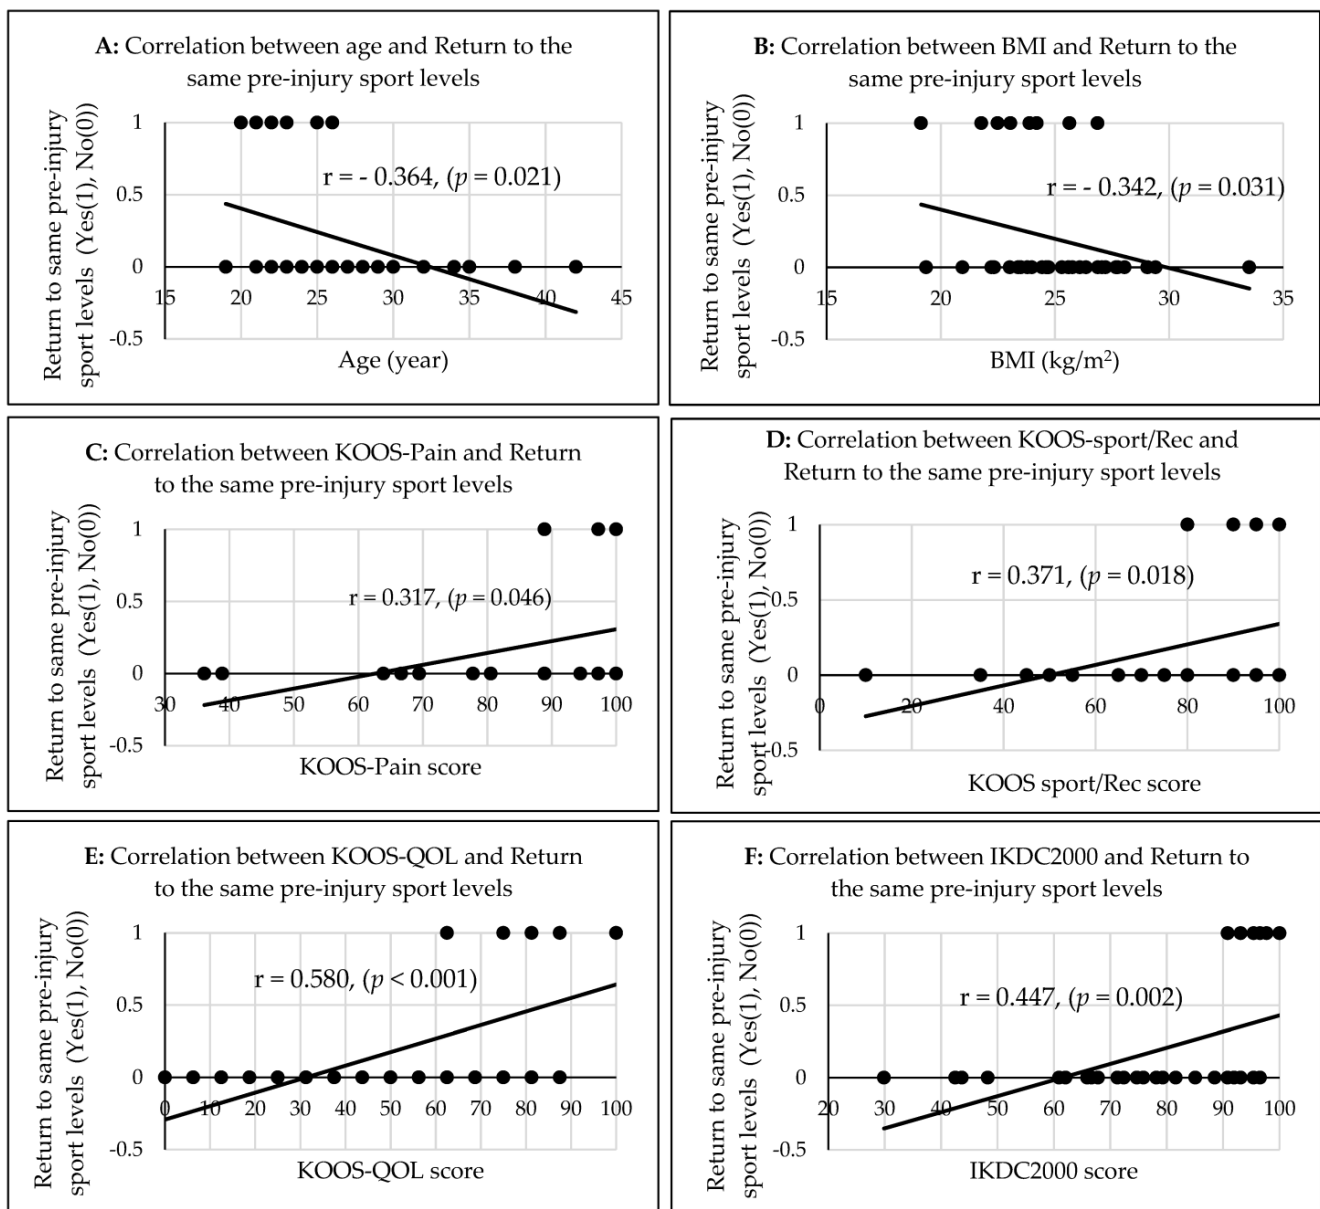 A: Correlation between age and Return to the
same pre-injury sport levels
Return to same pre-injury
sport levels (Yes(1), No(0))
1
0.5
0
-0.5
r = - 0.364, (p = 0.021)
15 20 25 30 35 40 45
Age (year)
B: Correlation between BMI and Return to the
same pre-injury sport levels
Return to same pre-injury
sport levels (Yes(1), No(0))
1
0.5
0
-0.5
r = - 0.342, (p = 0.031)
15 20 25 30 35
BMI (kg/m²)
C: Correlation between KOOS-Pain and Return
to the same pre-injury sport levels
Return to same pre-injury
sport levels (Yes(1), No(0))
1
0.5
0
-0.5
r = 0.317, (p = 0.046)
30 40 50 60 70 80 90 100
KOOS-Pain score
D: Correlation between KOOS-sport/Rec and
Return to the same pre-injury sport levels
Return to same pre-injury
sport levels (Yes(1), No(0))
1
0.5
0
-0.5
r = 0.371, (p = 0.018)
0 20 40 60 80 100
KOOS sport/Rec score
E: Correlation between KOOS-QOL and Return
to the same pre-injury sport levels
Return to same pre-injury
sport levels (Yes(1), No(0))
1
0.5
0
-0.5
r = 0.580, (p < 0.001)
0 10 20 30 40 50 60 70 80 90 100
KOOS-QOL score
F: Correlation between IKDC2000 and Return to
the same pre-injury sport levels
Return to same pre-injury
sport levels (Yes(1), No(0))
1
0.5
0
-0.5
r = 0.447, (p = 0.002)
20 30 40 50 60 70 80 90 100
IKDC2000 score